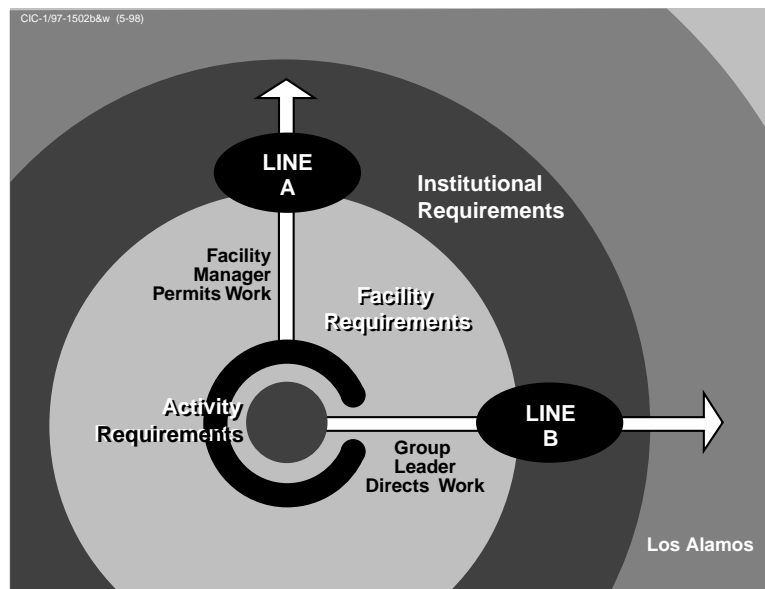 CIC-1/97-1502b&w (5-98)
LINE
A
Institutional
Requirements
Facility
Manager
Permits Work
Facility
Requirements
Activity
Requirements
LINE
B
Group
Leader
Directs Work
Los Alamos